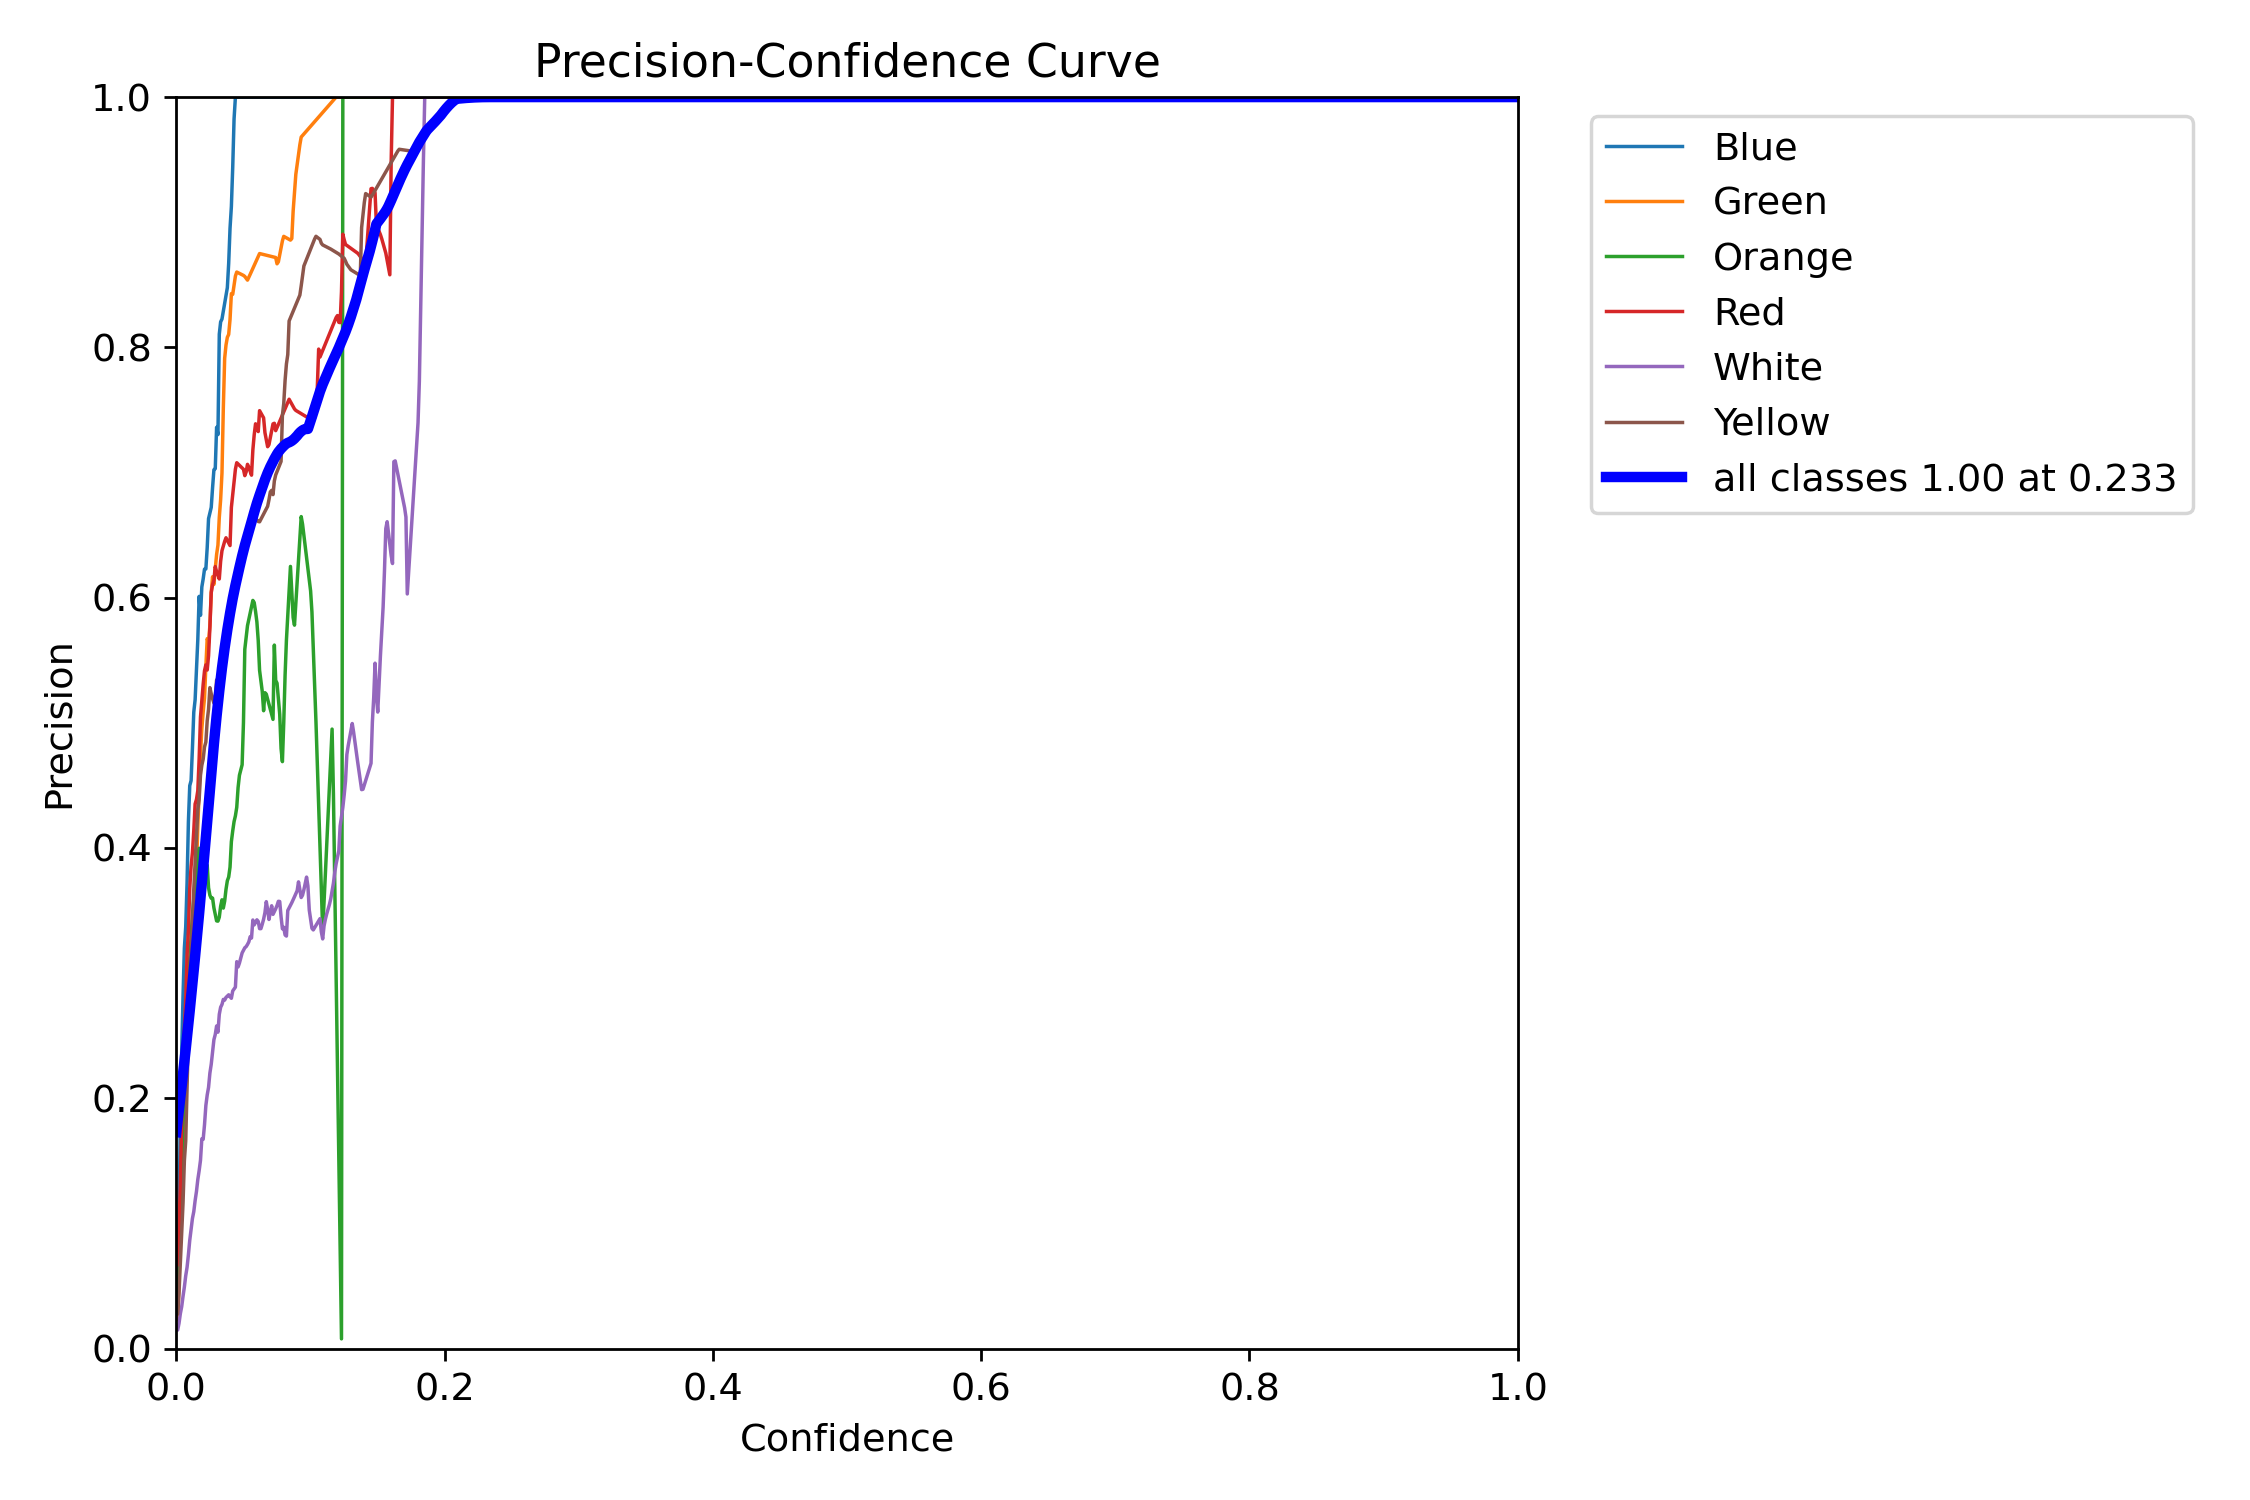 Precision-Confidence Curve
1.0
0.8
0.6
0.4
0.2
0.0
Precision
0.0 0.2 0.4 0.6 0.8 1.0
Confidence
Blue
Green
Orange
Red
White
Yellow
all classes 1.00 at 0.233